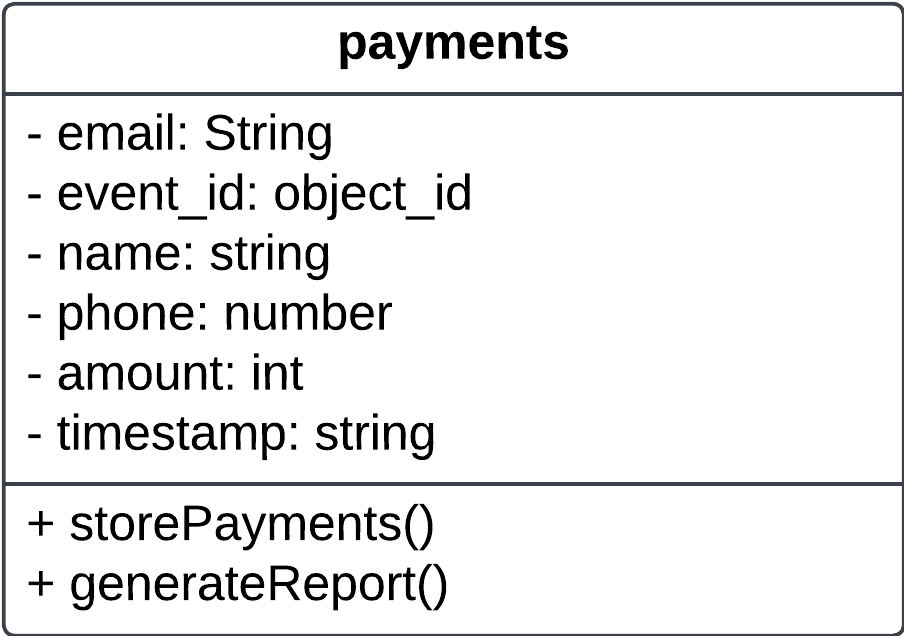 payments
- email: String
- event_id: object_id
- name: string
- phone: number
- amount: int
- timestamp: string
+ storePayments()
+ generateReport()